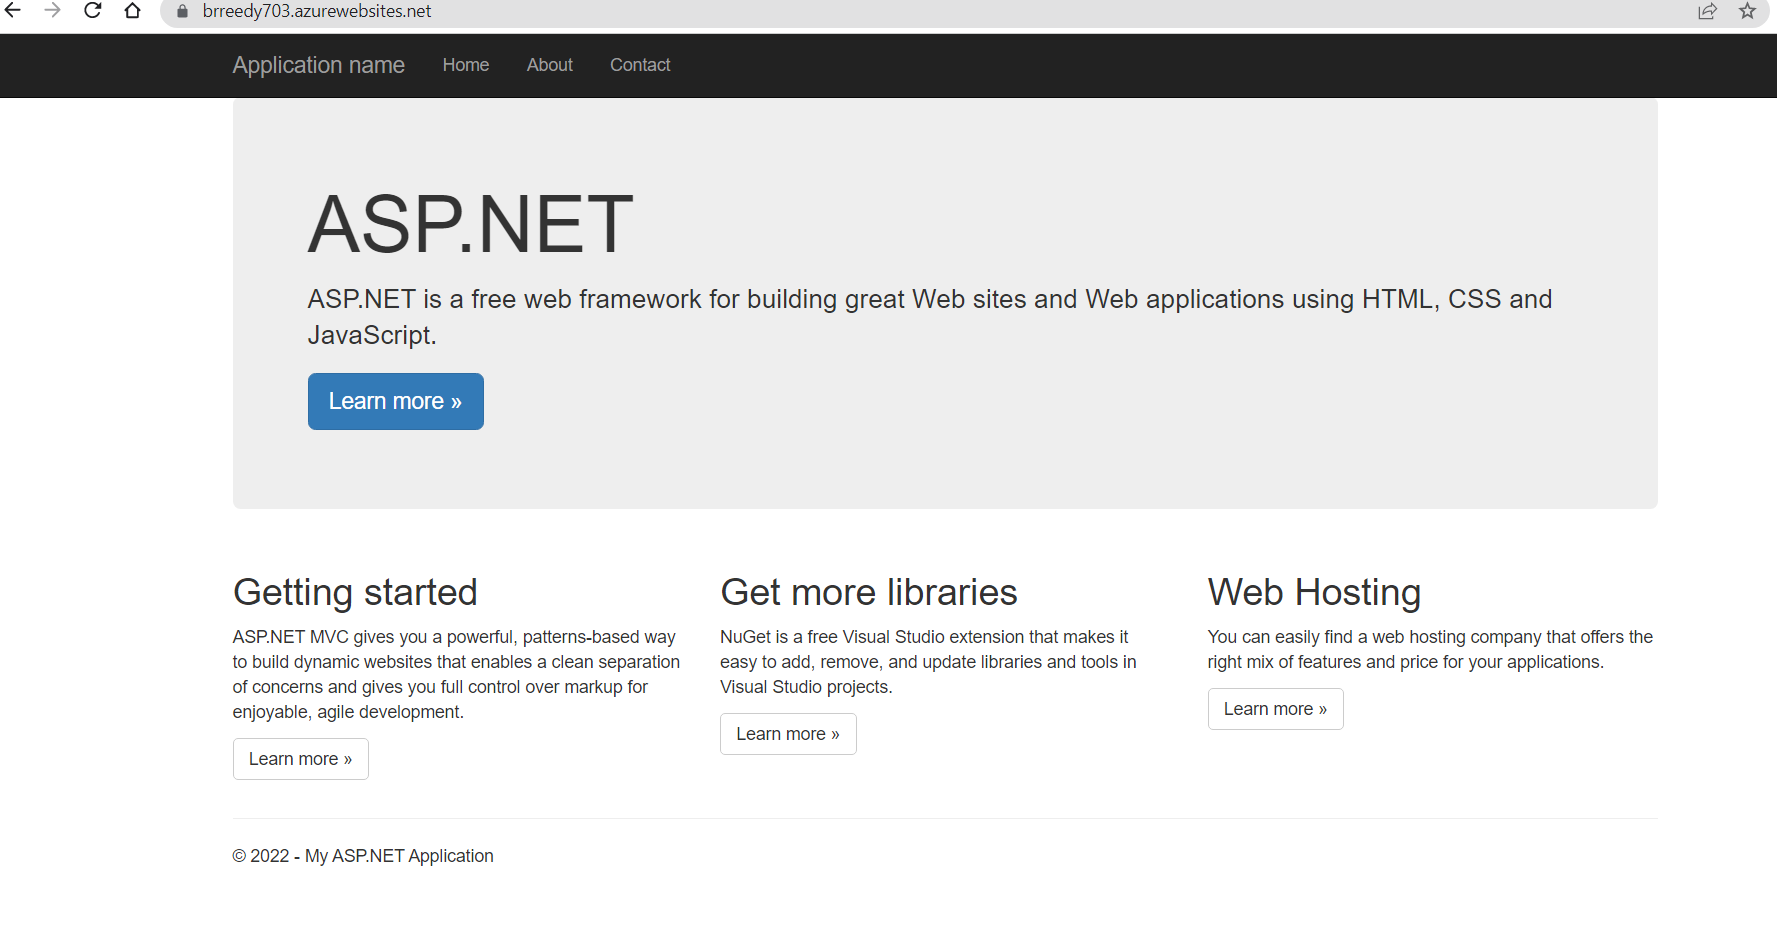 brreedy703.azurewebsites.net
Application name Home About Contact
ASP.NET
ASP.NET is a free web framework for building great Web sites and Web applications using HTML, CSS and
JavaScript.
Learn more »
Getting started
ASP.NET MVC gives you a powerful, patterns-based way
to build dynamic websites that enables a clean separation
of concerns and gives you full control over markup for
enjoyable, agile development.
Learn more »
Get more libraries
NuGet is a free Visual Studio extension that makes it
easy to add, remove, and update libraries and tools in
Visual Studio projects.
Learn more »
Web Hosting
You can easily find a web hosting company that offers the
right mix of features and price for your applications.
Learn more »
© 2022 - My ASP.NET Application